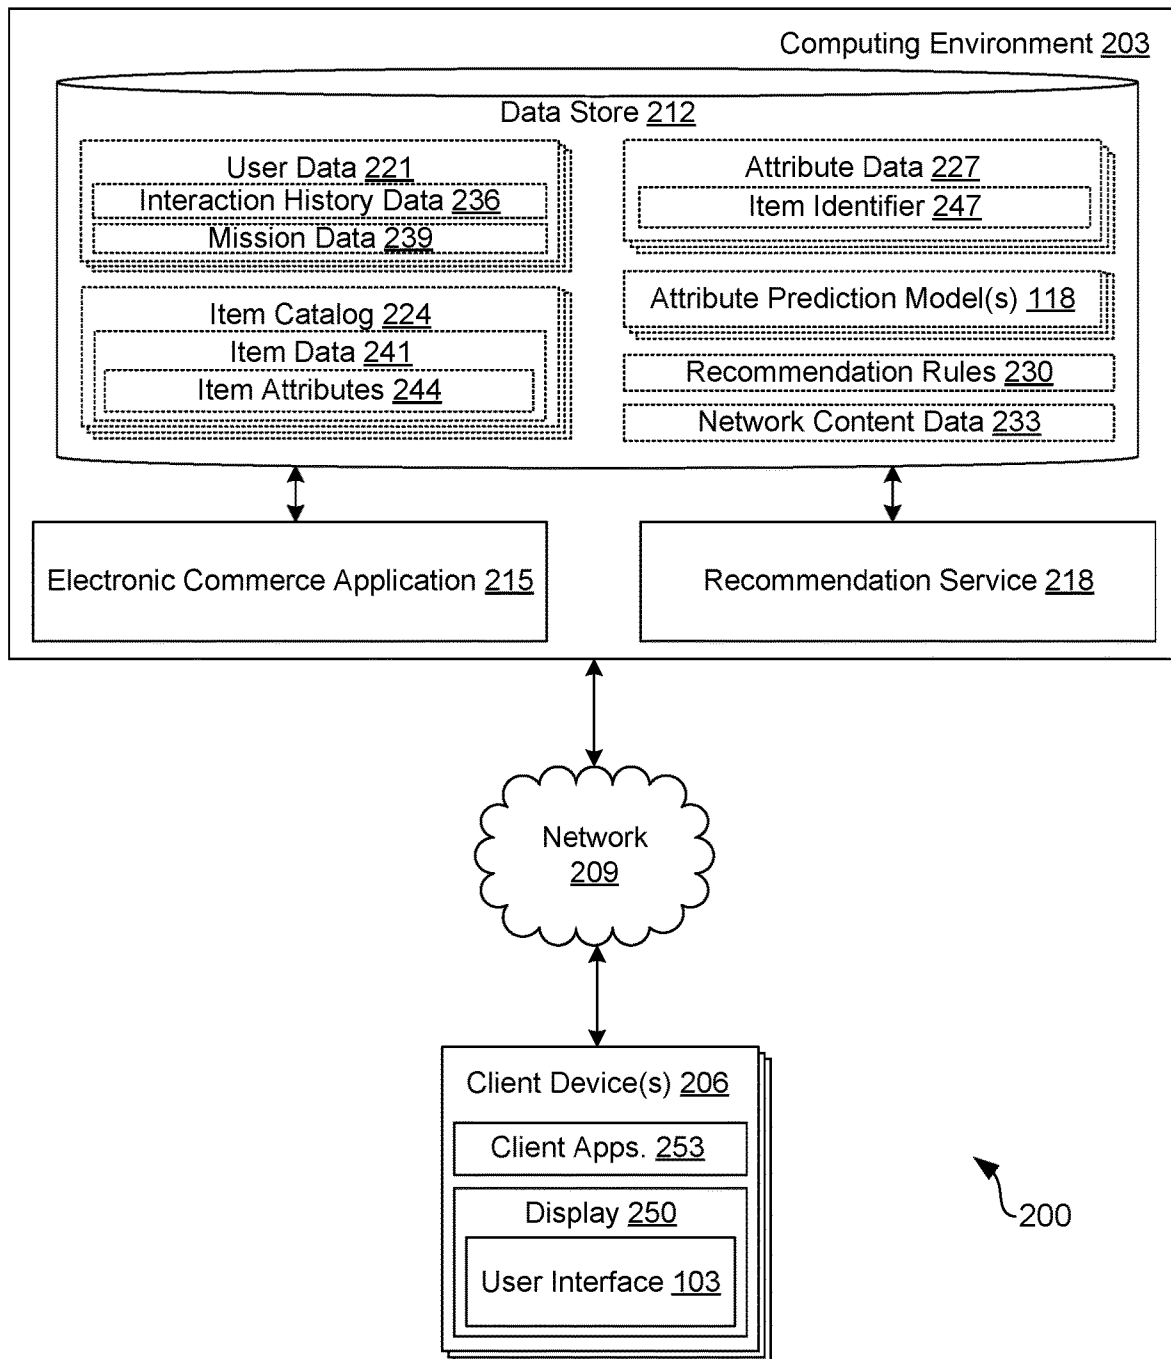 Computing Environment 203
Data Store 212
User Data 221
Interaction History Data 236
Mission Data 239
Item Catalog 224
Item Data 241
Item Attributes 244
Attribute Data 227
Item Identifier 247
Attribute Prediction Model(s) 118
Recommendation Rules 230
Network Content Data 233
Electronic Commerce Application 215
Recommendation Service 218
Network
209
Client Device(s) 206
Client Apps. 253
Display 250
User Interface 103
200